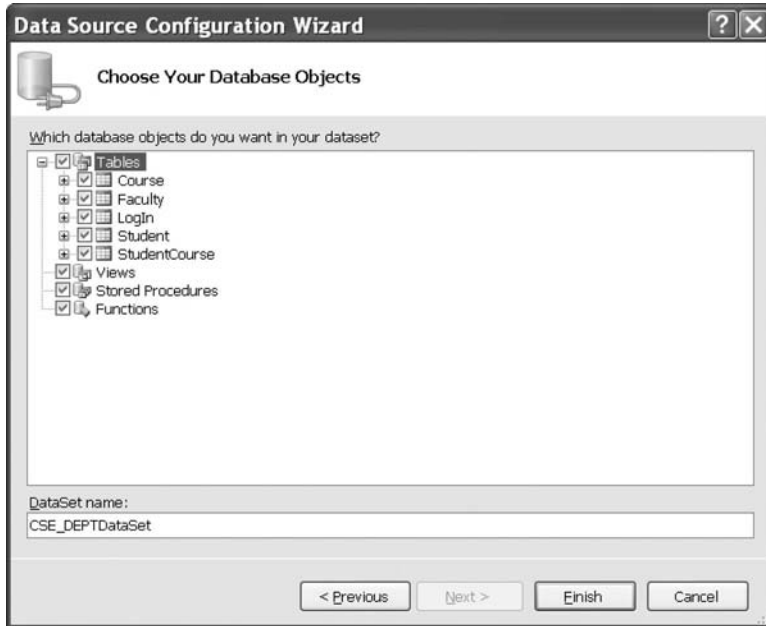 Data Source Configuration Wizard
Choose Your Database Objects
Which database objects do you want in your dataset?
Tables
Course
Faculty
LogIn
Student
StudentCourse
Views
Stored Procedures
Functions
DataSet name:
CSE_DEPTDataSet
< Previous
Next >
Finish
Cancel